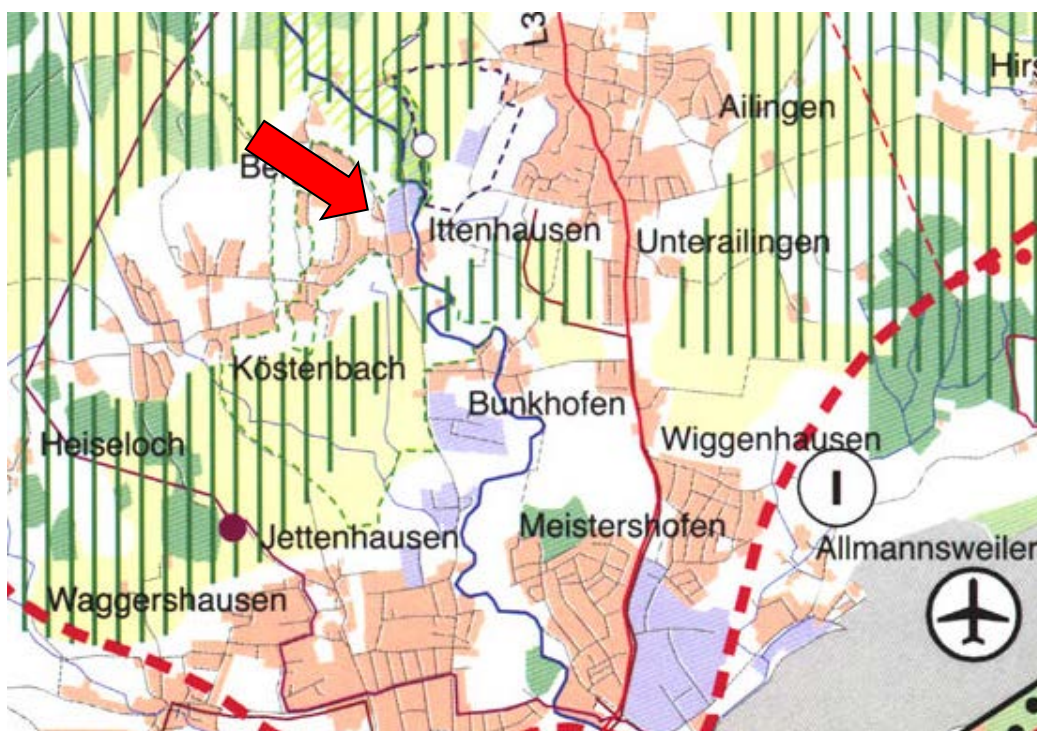 L3
Hirs
Ailingen
Be
Ittenhausen
Unterailingen
Köstenbach
Bunkhofen
Heiseloch
Wiggenhausen
I
Meistershofen
Jettenhausen
Allmannsweiler
Waggershausen